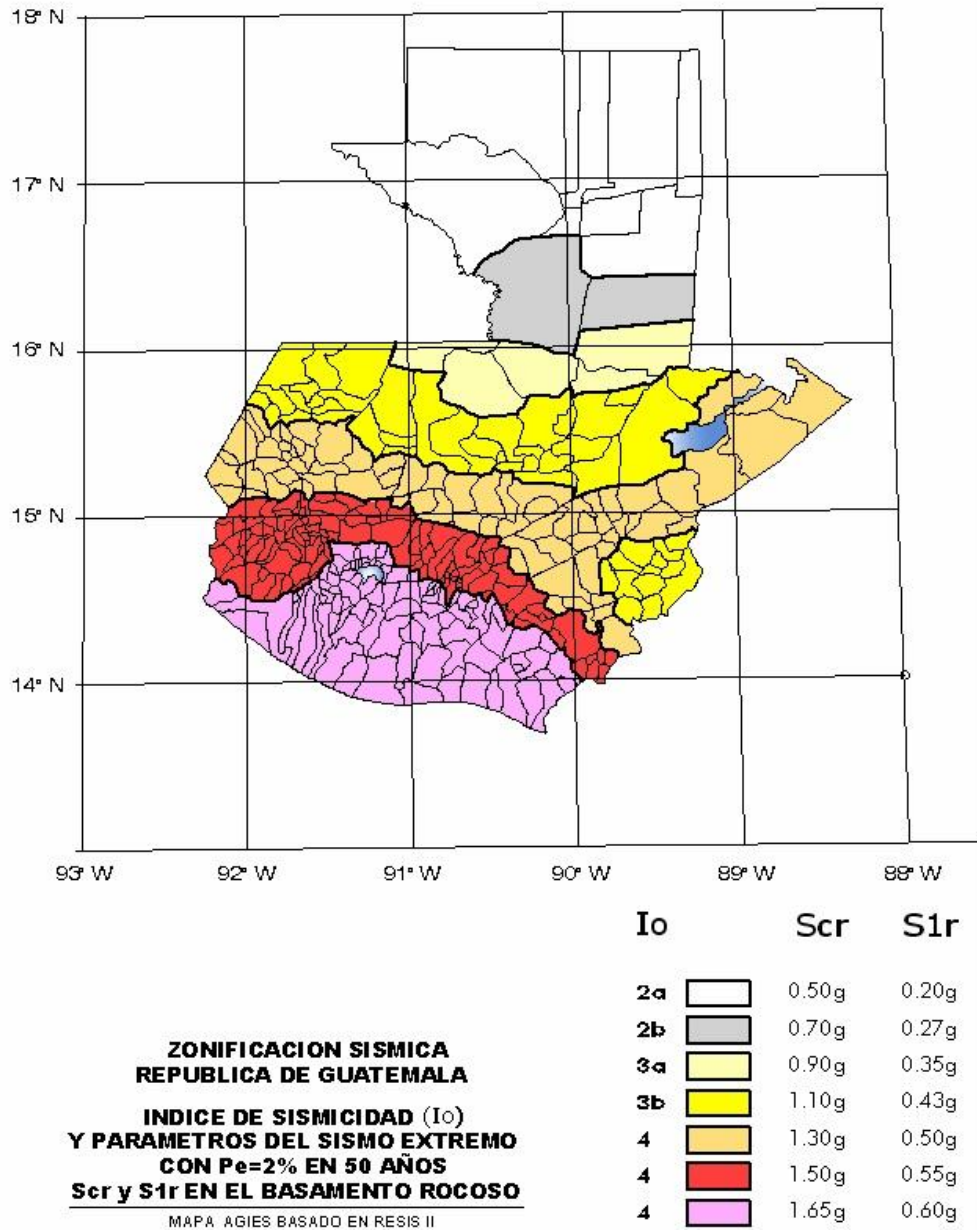 18° N
17° N
16° N
15° N
14° N
93° W 92° W 91° W 90° W 89° W 88° W
Io Scr S1r
2a 0.50g 0.20g
2b 0.70g 0.27g
3a 0.90g 0.35g
3b 1.10g 0.43g
4 1.30g 0.50g
4 1.50g 0.55g
4 1.65g 0.60g
ZONIFICACION SISMICA
REPUBLICA DE GUATEMALA
INDICE DE SISMICIDAD (Io)
Y PARAMETROS DEL SISMO EXTREMO
CON Pe=2% EN 50 AÑOS
Scr y S1r EN EL BASAMENTO ROCOSO
MAPA AGIES BASADO EN RESIS II